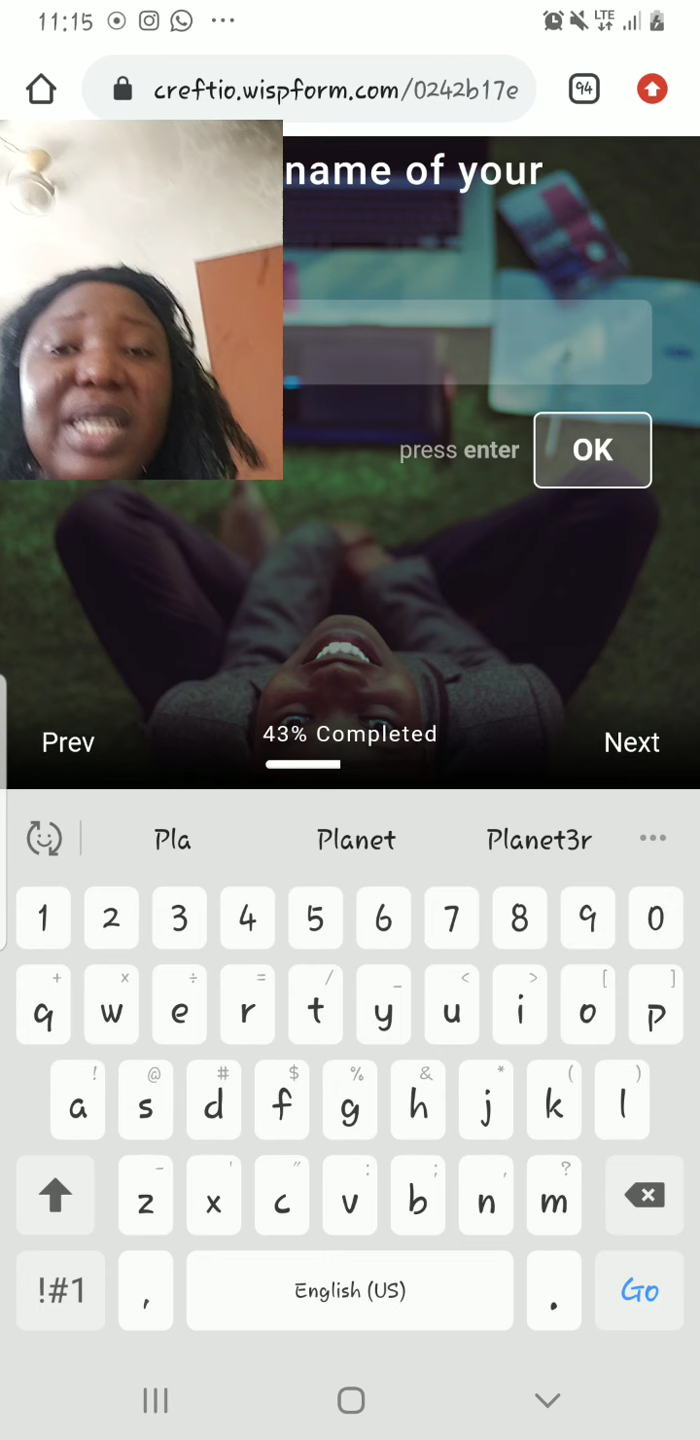 11:15
LTE
creftio.wispform.com/0242b17e
94
name of your
press enter
OK
Prev
43% Completed
Next
Pla Planet Planet3r
1 2 3 4 5 6 7 8 9 0
+ × ÷ = / _ < > [ ]
q w e r t y u i o p
! @ # $ % & * ( )
a s d f g h j k l
- ' " : ; , ?
z x c v b n m
!#1 , English (US) . Go